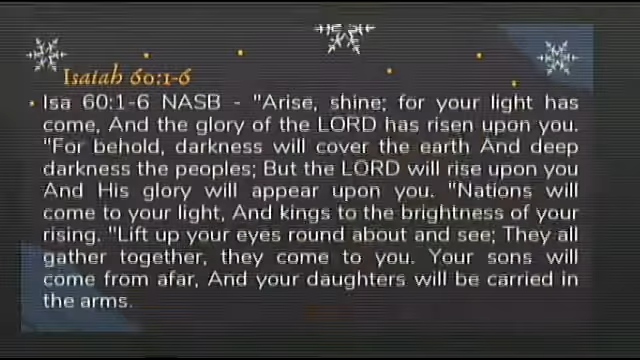 Isaiah 60:1-6
Isa 60:1-6 NASB - "Arise, shine; for your light has
come, And the glory of the LORD has risen upon you.
"For behold, darkness will cover the earth And deep
darkness the peoples; But the LORD will rise upon you
And His glory will appear upon you. "Nations will
come to your light, And kings to the brightness of your
rising. "Lift up your eyes round about and see; They all
gather together, they come to you. Your sons will
come from afar, And your daughters will be carried in
the arms.